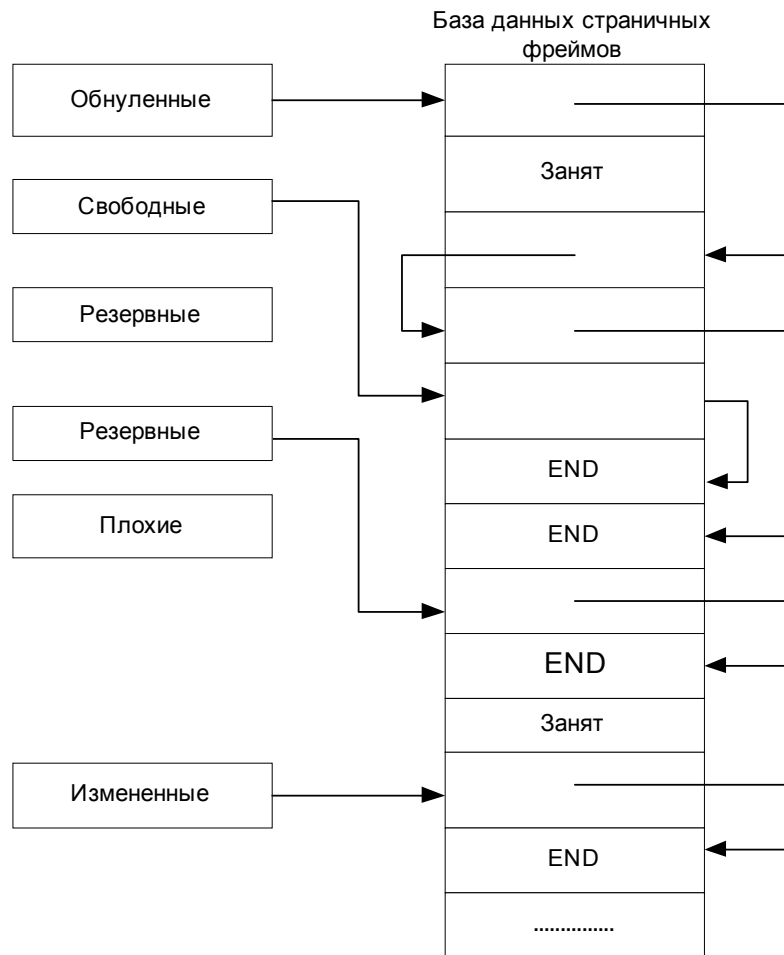 База данных страничных
фреймов
Обнуленные
Занят
Свободные
Резервные
Резервные
END
Плохие
END
END
Занят
Измененные
END
...............